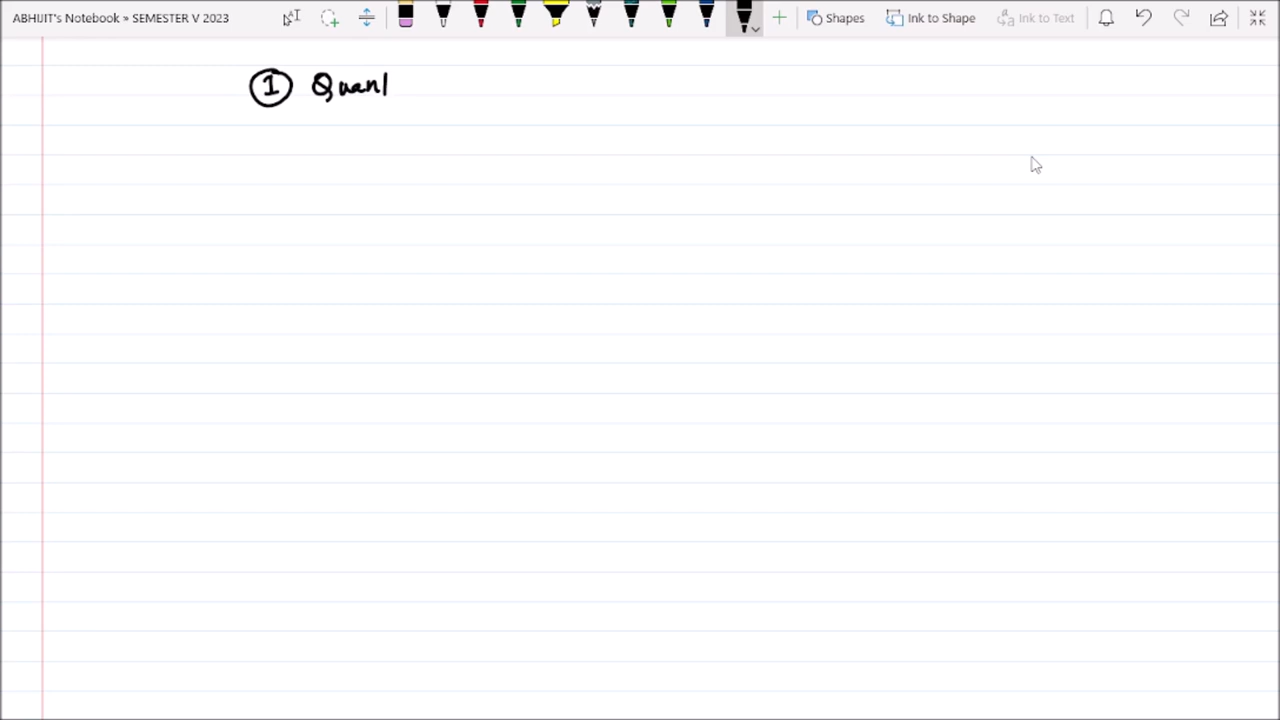 ABHIJIT's Notebook » SEMESTER V 2023 Shapes Ink to Shape Ink to Text
① Quanl